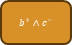 b⁺ ∧ c⁻